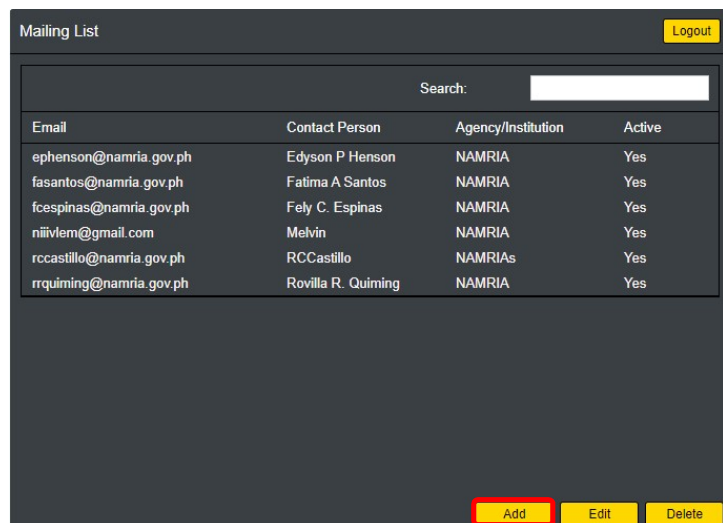 Mailing List Logout
Search:
Email Contact Person Agency/Institution Active
ephenson@namria.gov.ph Edyson P Henson NAMRIA Yes
fasantos@namria.gov.ph Fatima A Santos NAMRIA Yes
fcespinas@namria.gov.ph Fely C. Espinas NAMRIA Yes
niiivlem@gmail.com Melvin NAMRIA Yes
rccastillo@namria.gov.ph RCCastillo NAMRIAs Yes
rrquiming@namria.gov.ph Rovilla R. Quiming NAMRIA Yes
Add Edit Delete